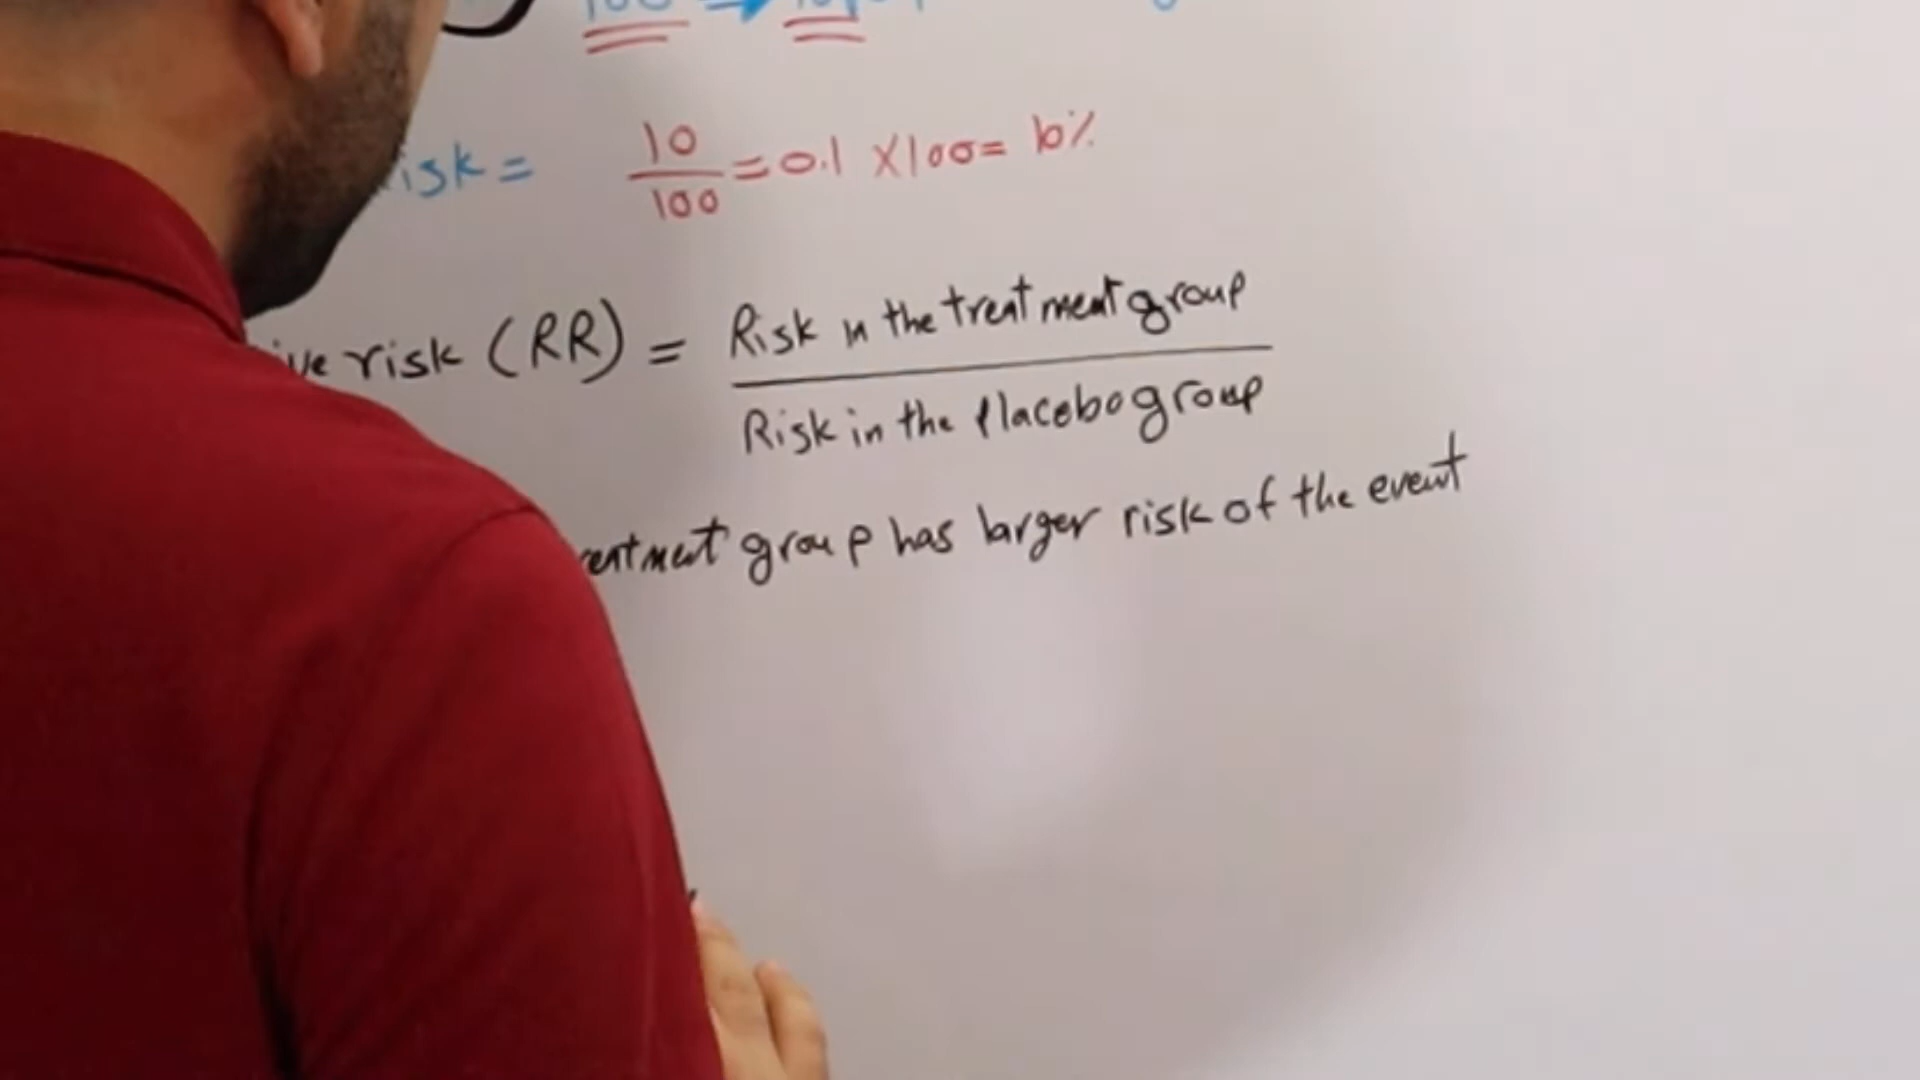 100
isk = 10/100 = 0.1 X100= 10%
ive risk (RR) = Risk in the treatment group / Risk in the placebo group
eatment group has larger risk of the event